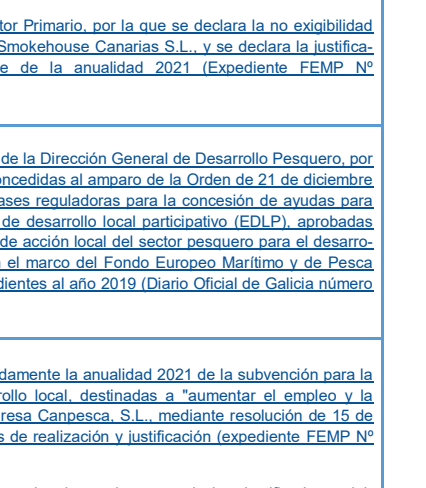 tor Primario, por la que se declara la no exigibilidad
Smokehouse Canarias S.L., y se declara la justifica-
e de la anualidad 2021 (Expediente FEMP Nº
de la Dirección General de Desarrollo Pesquero, por
oncedidas al amparo de la Orden de 21 de diciembre
ases reguladoras para la concesión de ayudas para
de desarrollo local participativo (EDLP), aprobadas
de acción local del sector pesquero para el desarro-
el marco del Fondo Europeo Marítimo y de Pesca
dientes al año 2019 (Diario Oficial de Galicia número
damente la anualidad 2021 de la subvención para la
rollo local, destinadas a "aumentar el empleo y la
resa Canpesca, S.L., mediante resolución de 15 de
s de realización y justificación (expediente FEMP Nº